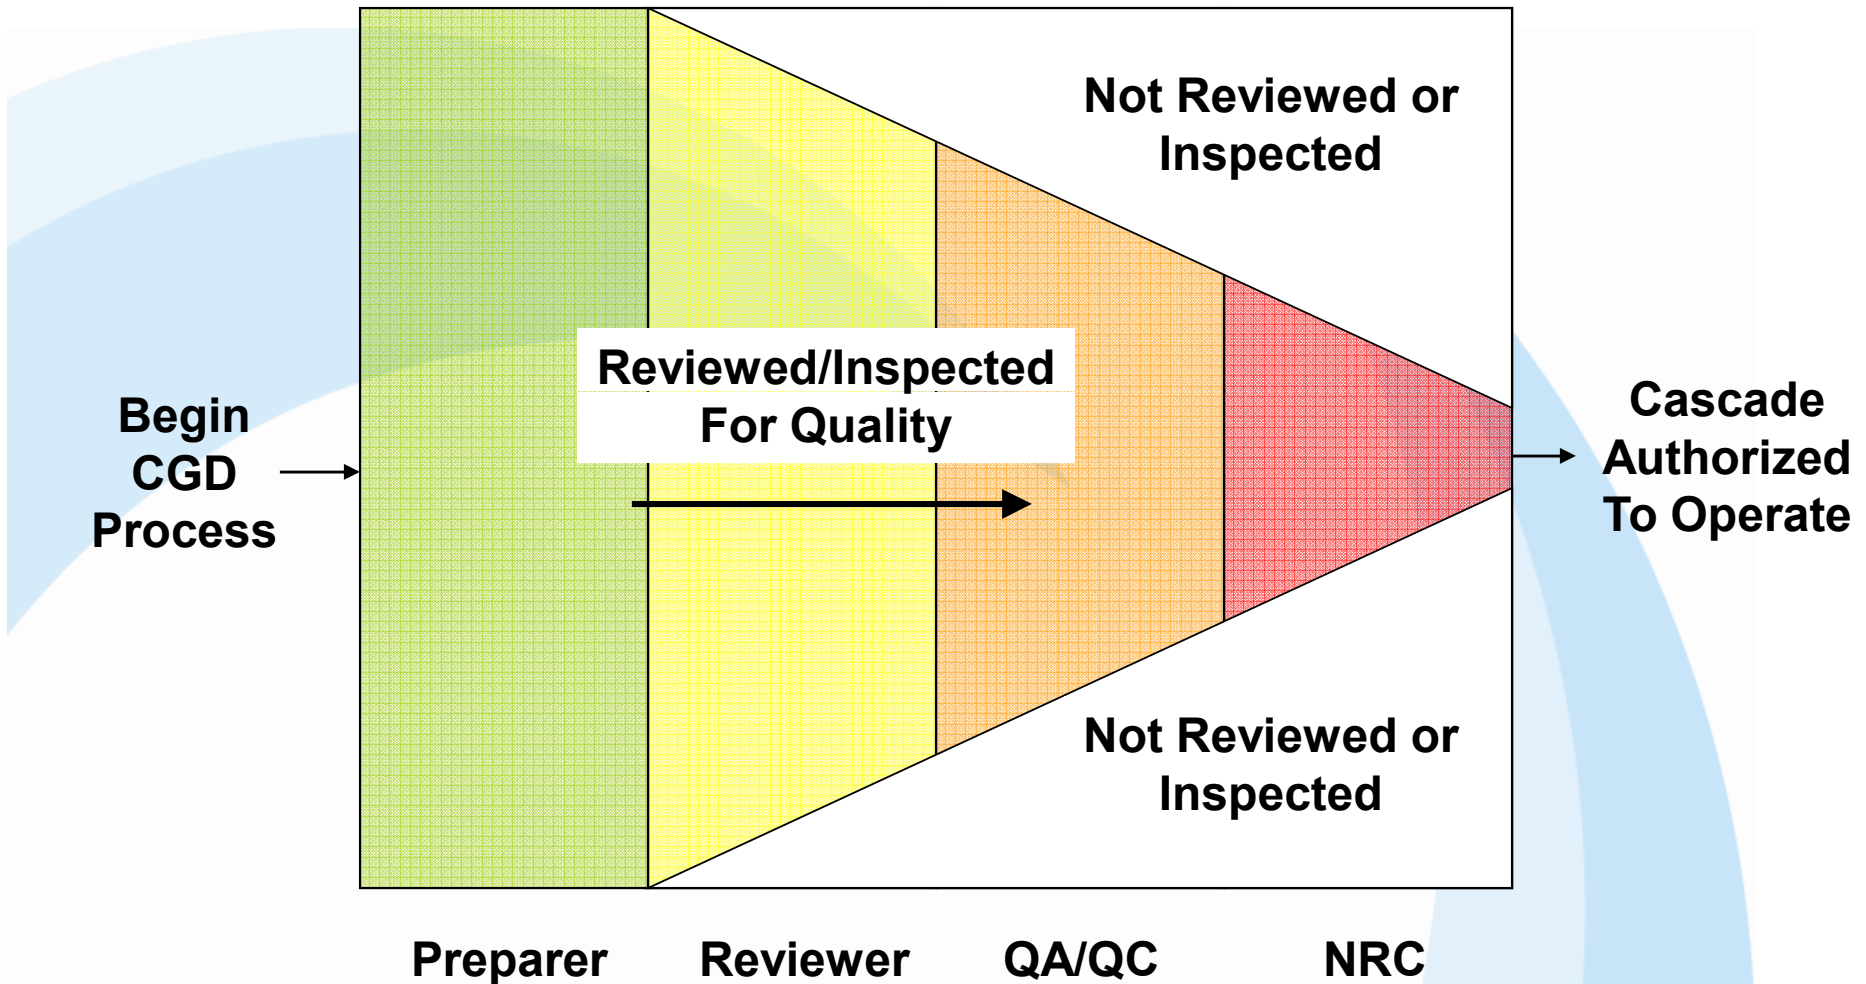 Not Reviewed or
Inspected
Reviewed/Inspected
For Quality
Begin
CGD
Process
Cascade
Authorized
To Operate
Not Reviewed or
Inspected
Preparer
Reviewer
QA/QC
NRC